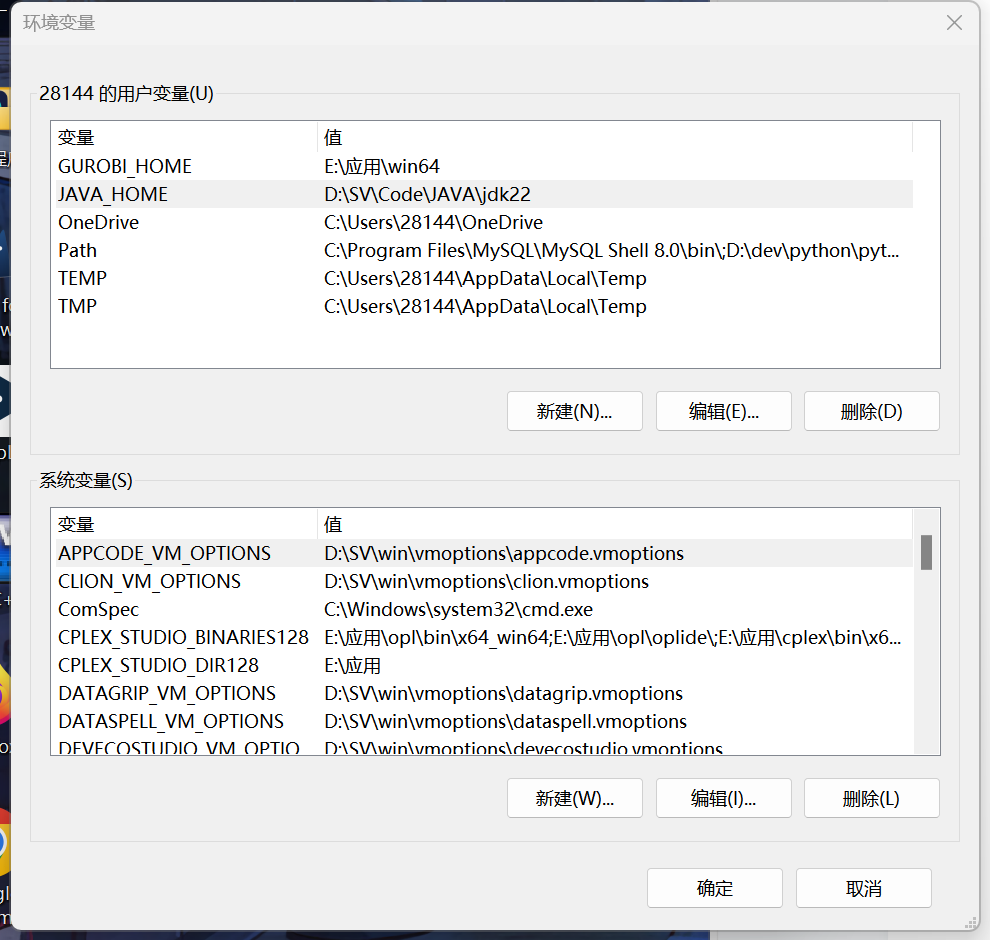 环境变量
28144 的用户变量(U)
变量 值
GUROBI_HOME E:\应用\win64
JAVA_HOME D:\SV\Code\JAVA\jdk22
OneDrive C:\Users\28144\OneDrive
Path C:\Program Files\MySQL\MySQL Shell 8.0\bin\;D:\dev\python\pyt...
TEMP C:\Users\28144\AppData\Local\Temp
TMP C:\Users\28144\AppData\Local\Temp
新建(N)... 编辑(E)... 删除(D)
系统变量(S)
变量 值
APPCODE_VM_OPTIONS D:\SV\win\vmoptions\appcode.vmoptions
CLION_VM_OPTIONS D:\SV\win\vmoptions\clion.vmoptions
ComSpec C:\Windows\system32\cmd.exe
CPLEX_STUDIO_BINARIES128 E:\应用\opl\bin\x64_win64;E:\应用\opl\oplide\;E:\应用\cplex\bin\x6...
CPLEX_STUDIO_DIR128 E:\应用
DATAGRIP_VM_OPTIONS D:\SV\win\vmoptions\datagrip.vmoptions
DATASPELL_VM_OPTIONS D:\SV\win\vmoptions\dataspell.vmoptions
DEVECOSTUDIO_VM_OPTIO D:\SV\win\vmoptions\devecostudio.vmoptions
新建(W)... 编辑(I)... 删除(L)
确定 取消